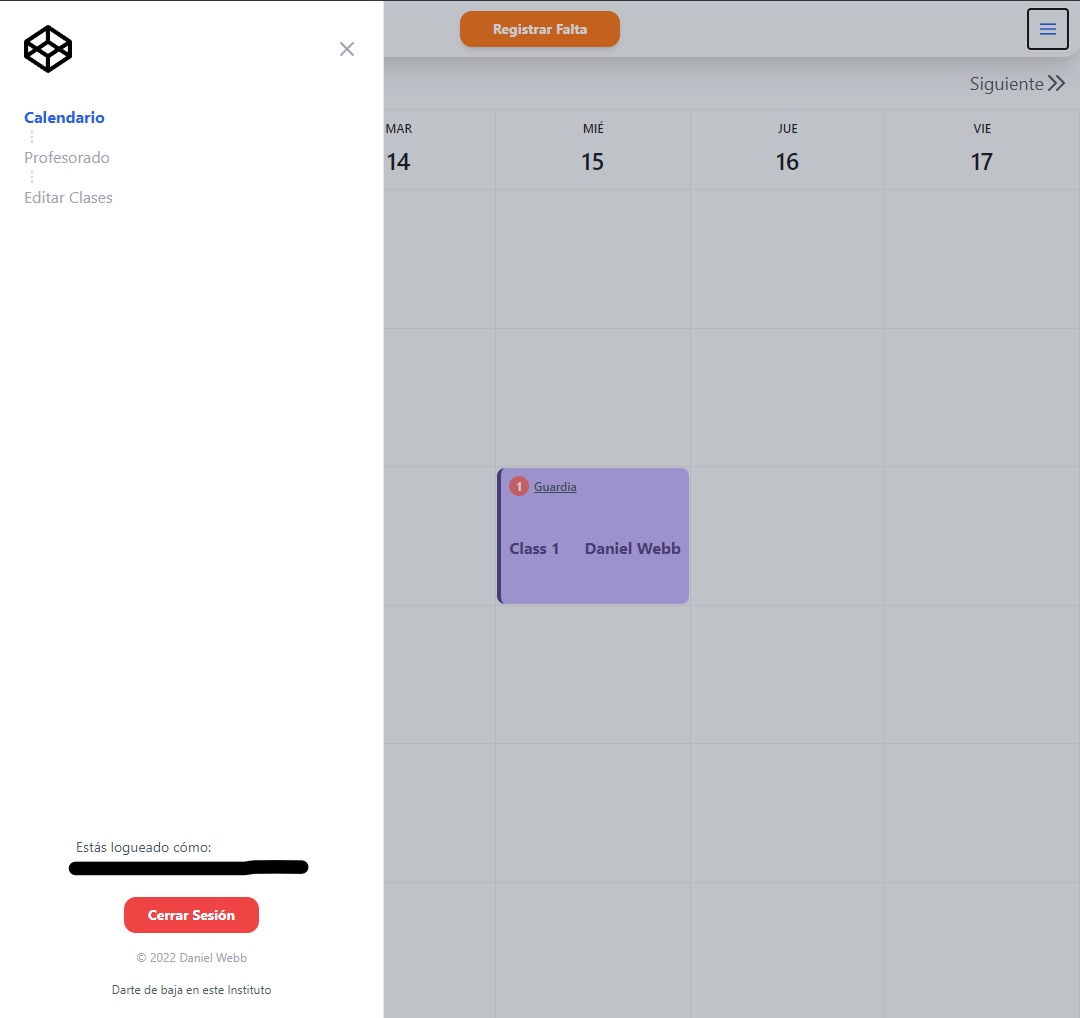 Registrar Falta
Siguiente
Calendario
Profesorado
Editar Clases
MAR
MIÉ
JUE
VIE
14
15
16
17
1 Guardia
Class 1 Daniel Webb
Estás logueado cómo:
Cerrar Sesión
© 2022 Daniel Webb
Darte de baja en este Instituto